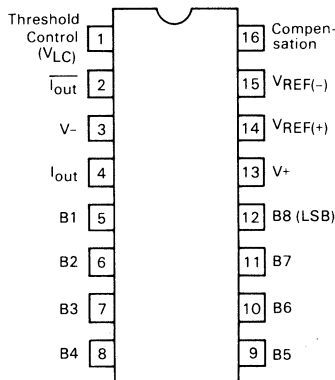 Threshold
Control
(VLC)
1
16
Compen-
sation
I̅o̅u̅t̅
2
15
VREF(-)
V-
3
14
VREF(+)
Iout
4
13
V+
B1
5
12
B8 (LSB)
B2
6
11
B7
B3
7
10
B6
B4
8
9
B5